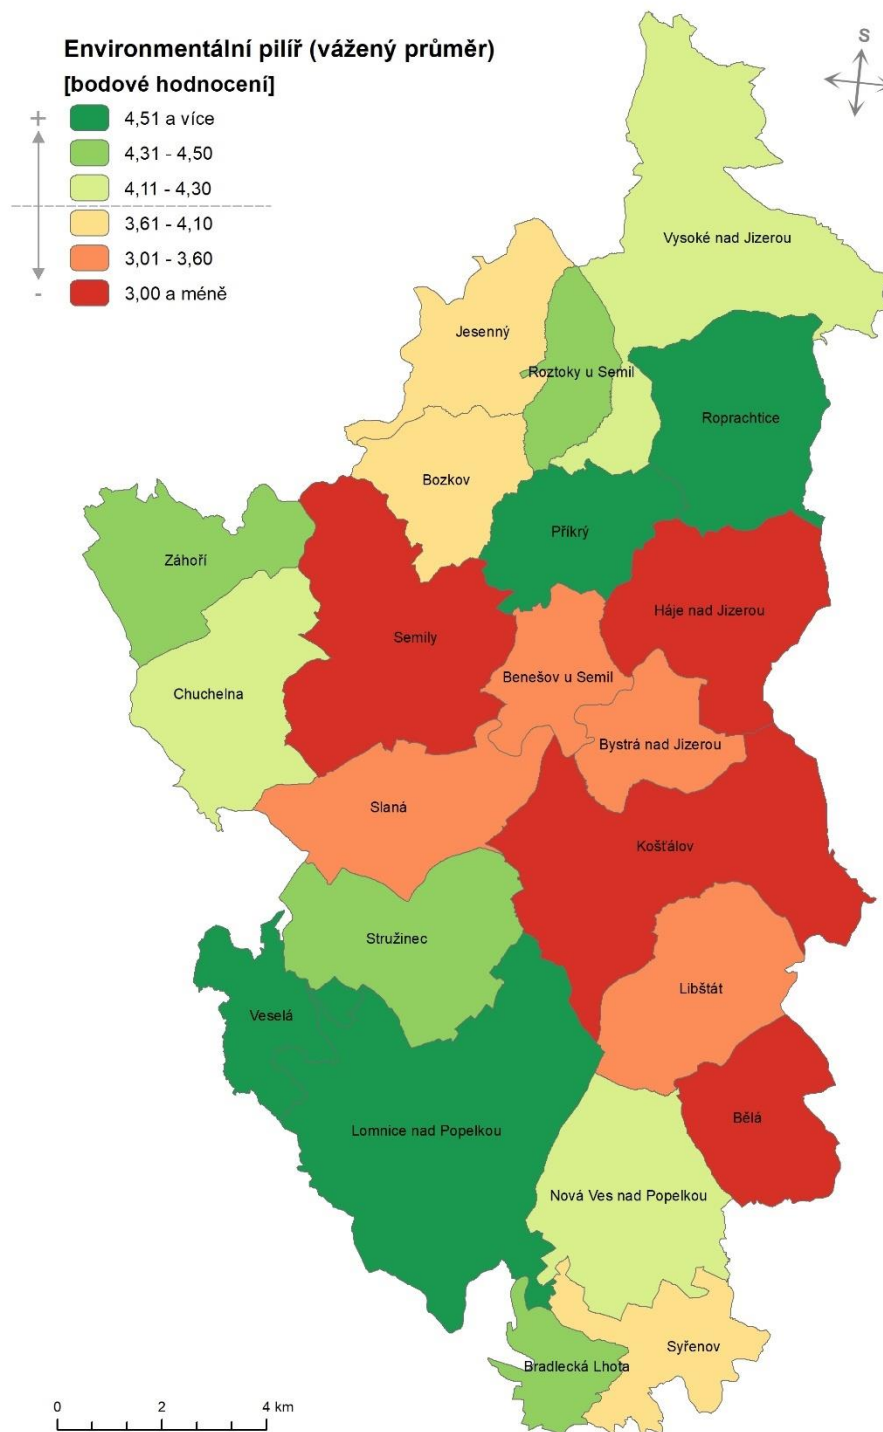 Environmentální pilíř (vážený průměr)
[bodové hodnocení]
+
4,51 a více
4,31 - 4,50
4,11 - 4,30
3,61 - 4,10
3,01 - 3,60
-
3,00 a méně
S
Vysoké nad Jizerou
Jesenný
Roztoky u Semil
Roprachtice
Bozkov
Příkrý
Záhoří
Háje nad Jizerou
Semily
Benešov u Semil
Chuchelna
Bystrá nad Jizerou
Slaná
Košťálov
Stružinec
Libštát
Veselá
Bělá
Lomnice nad Popelkou
Nová Ves nad Popelkou
Syřenov
Bradlecká Lhota
0 2 4 km